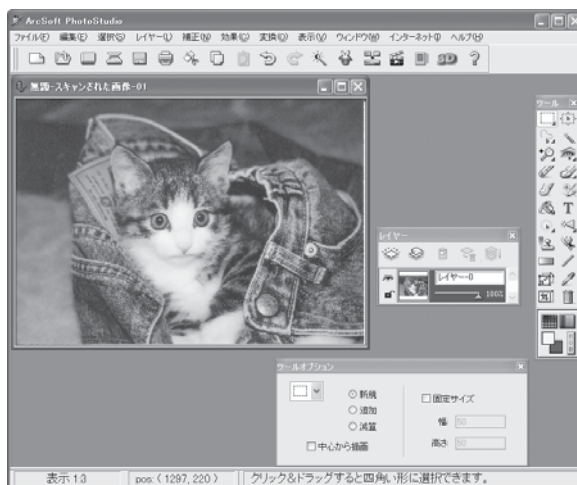 ArcSoft PhotoStudio
ファイル(F) 編集(E) 選択(S) レイヤー(L) 補正(N) 効果(C) 変換(O) 表示(V) ウィンドウ(W) インターネット(I) ヘルプ(H)
無題-スキャンされた画像-01
ツール
T
レイヤー
レイヤー-0
100%
ツールオプション
新規
追加
減算
中心から描画
固定サイズ
幅 50
高さ 50
表示 1:3 pos: ( 1297, 220 ) クリック&ドラッグすると四角い形に選択できます。